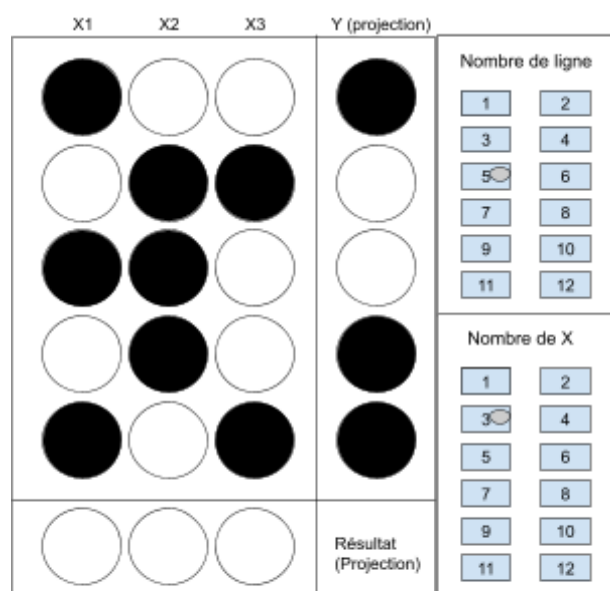 X1 X2 X3 Y (projection)
Nombre de ligne
1 2
3 4
5 6
7 8
9 10
11 12
Nombre de X
1 2
3 4
5 6
7 8
9 10
11 12
Résultat
(Projection)